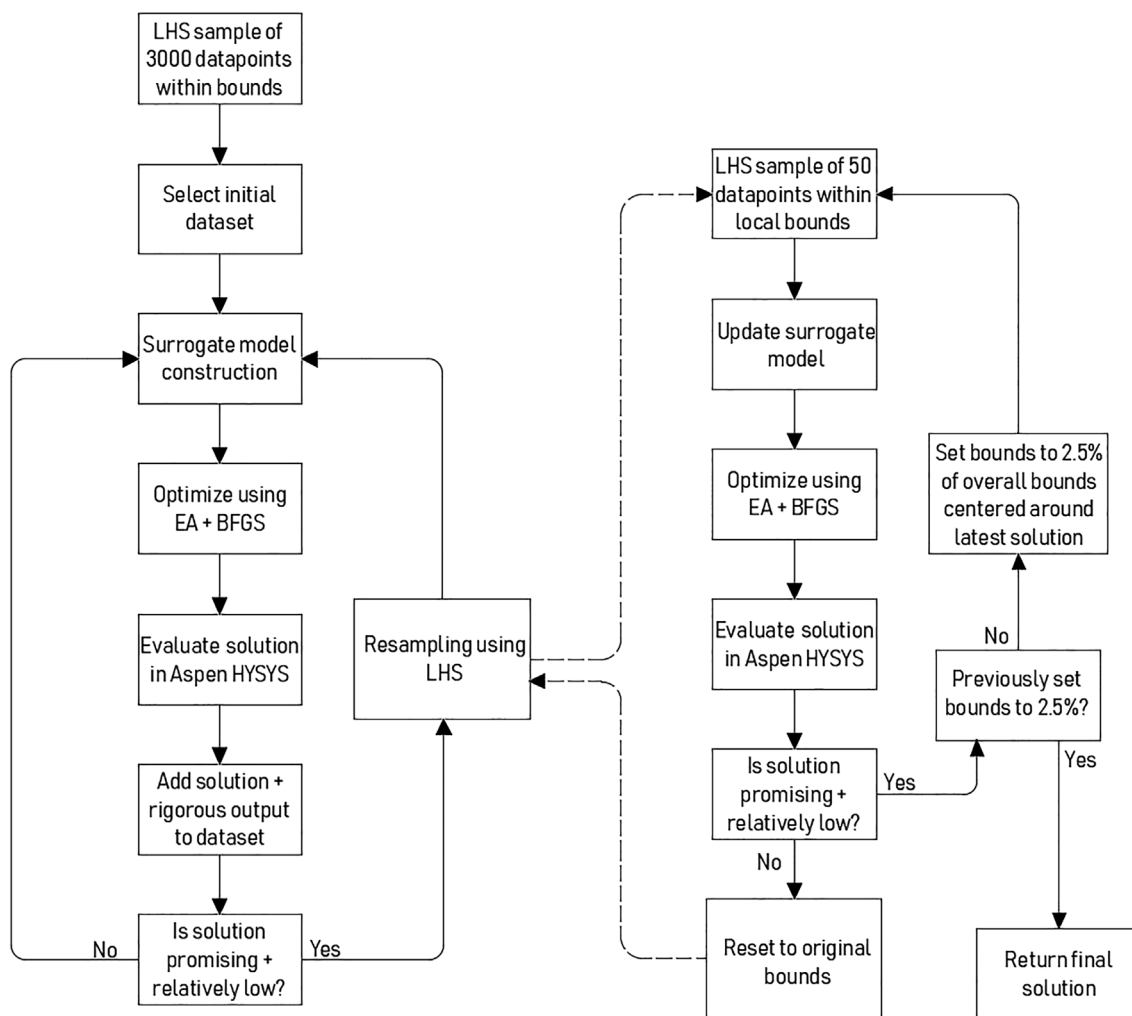 LHS sample of
3000 datapoints
within bounds
Select initial
dataset
Surrogate model
construction
Optimize using
EA + BFGS
Evaluate solution
in Aspen HYSYS
Add solution +
rigorous output
to dataset
Is solution
promising +
relatively low?
No
Yes
Resampling using
LHS
LHS sample of 50
datapoints within
local bounds
Update surrogate
model
Optimize using
EA + BFGS
Evaluate solution
in Aspen HYSYS
Is solution
promising +
relatively low?
Yes
No
Reset to original
bounds
Set bounds to 2.5%
of overall bounds
centered around
latest solution
No
Previously set
bounds to 2.5%?
Yes
Return final
solution